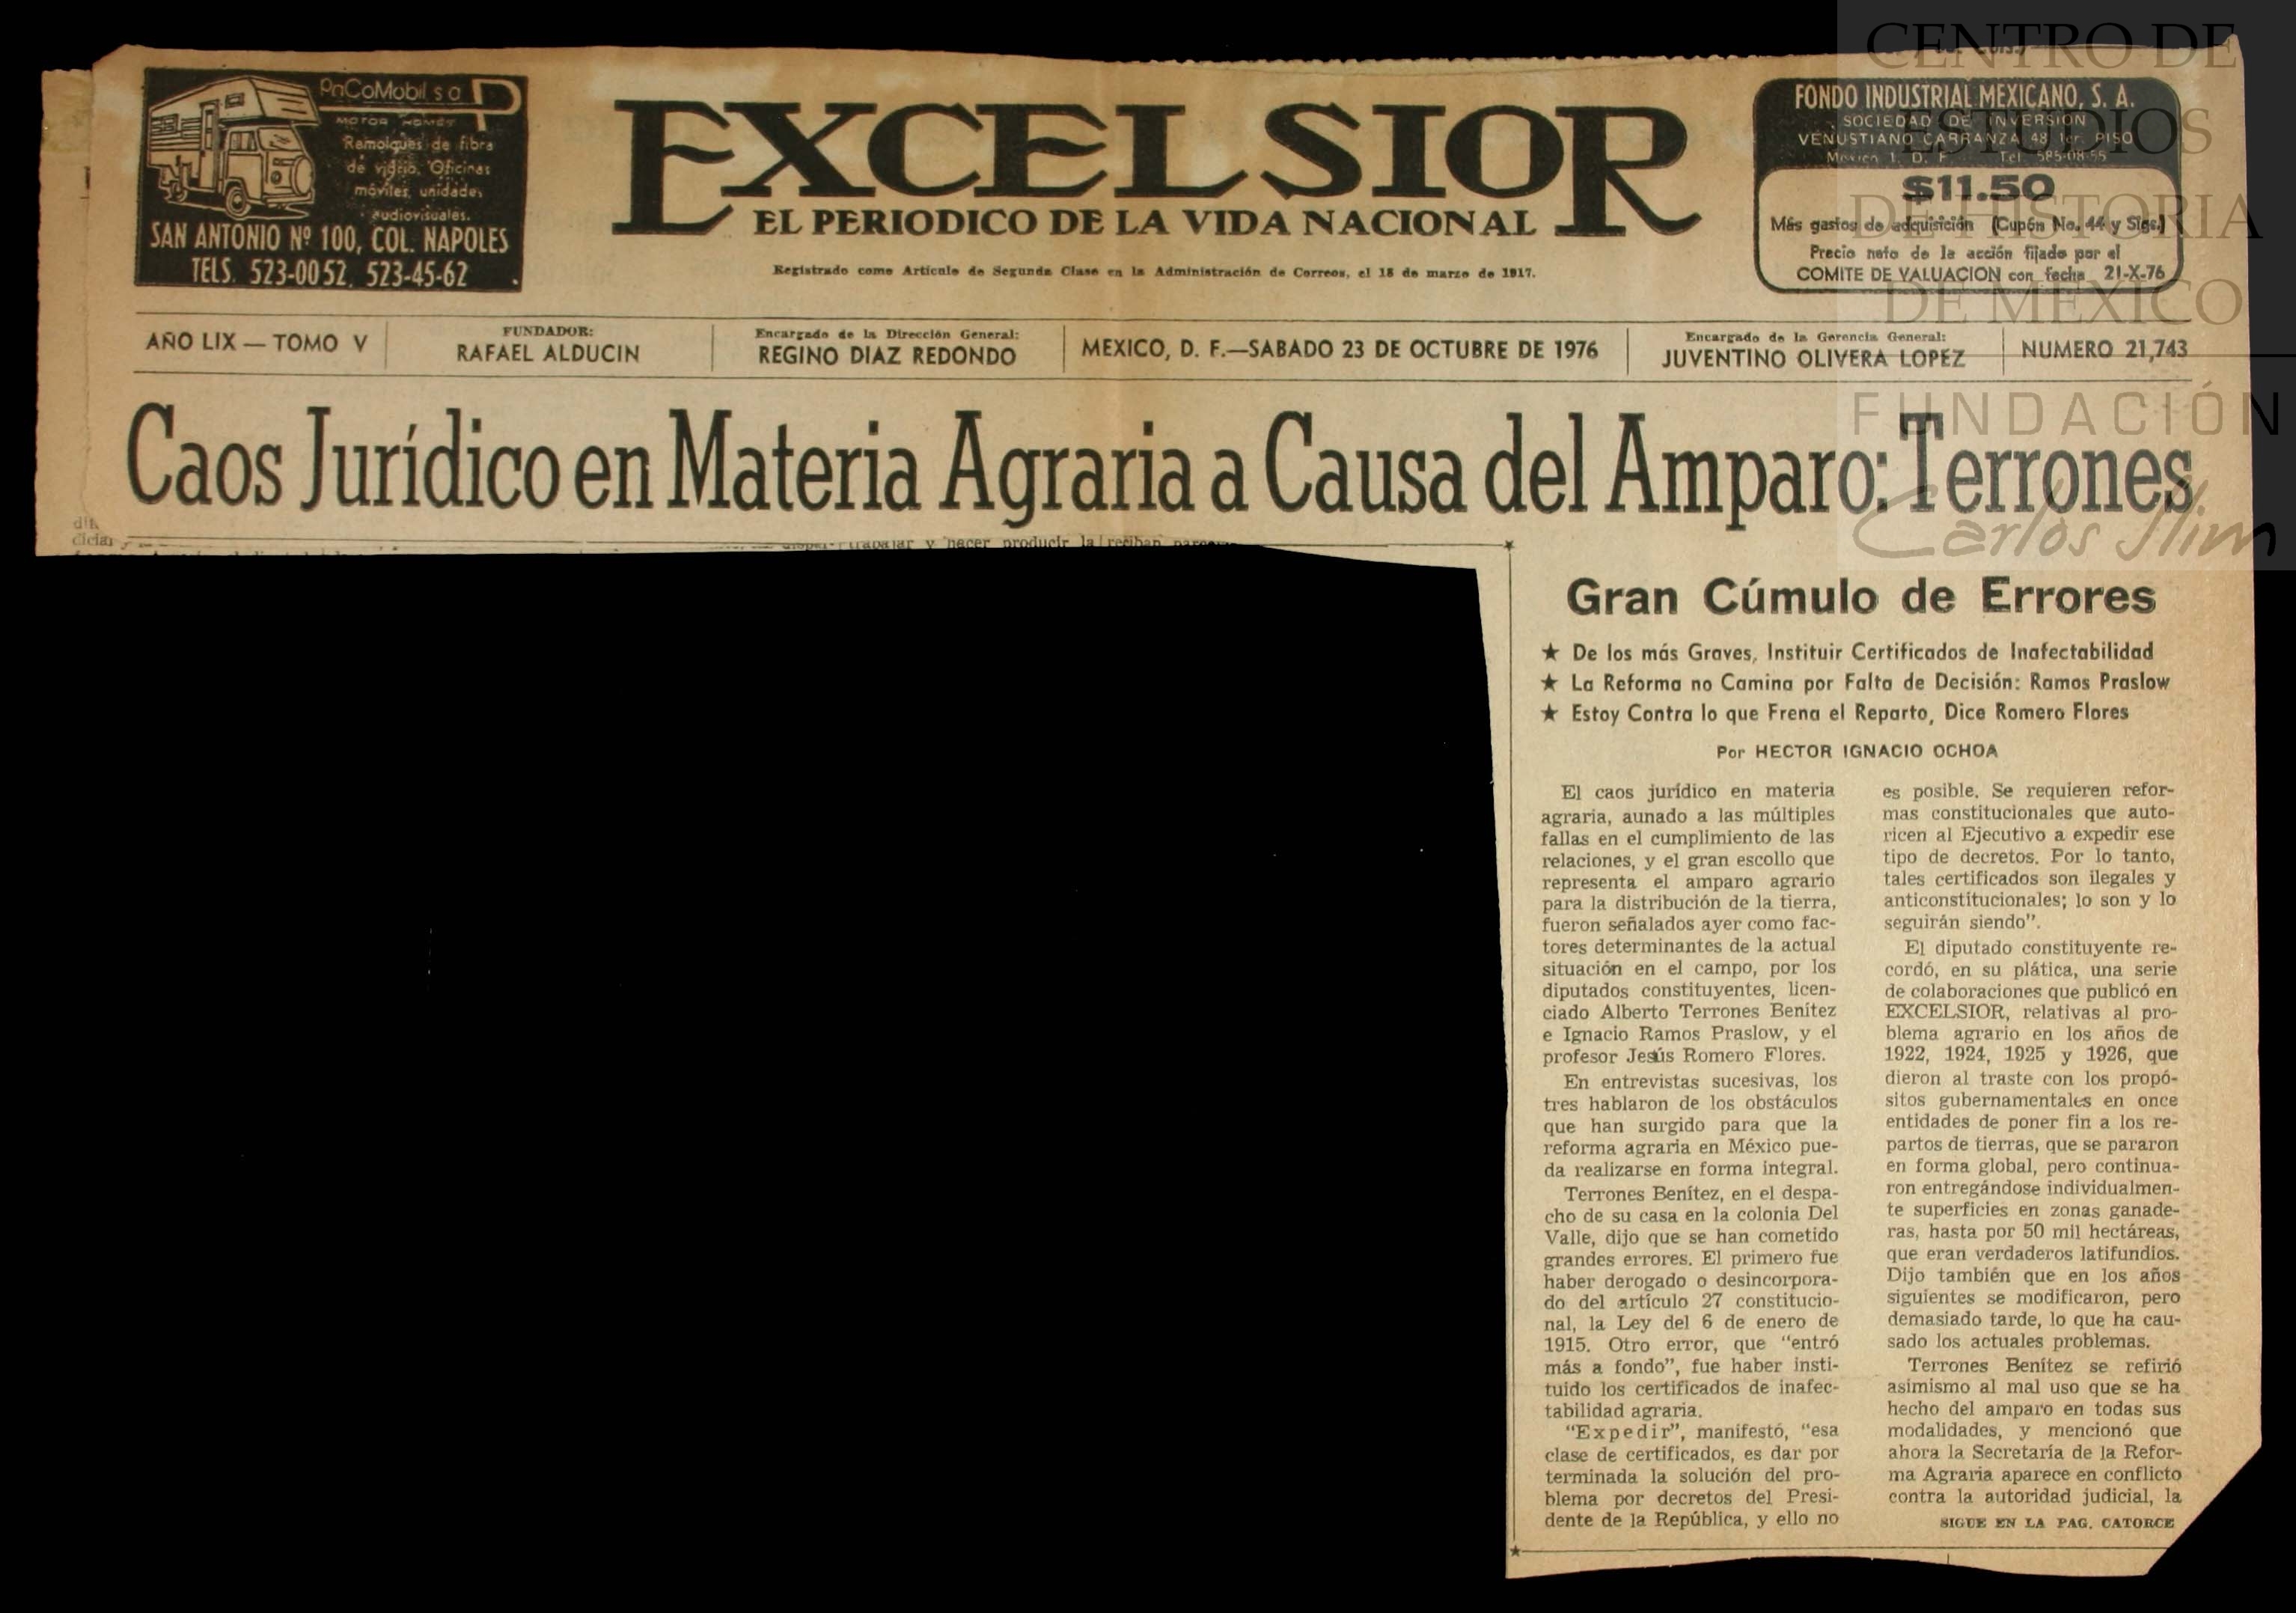 PaCoMobil s a
MOTOR HOMES
Remolques de fibra
de vidrio, Oficinas
móviles, unidades
audiovisuales.
SAN ANTONIO Nº 100, COL. NAPOLES
TELS. 523-0052, 523-45-62
EXCELSIOR
EL PERIODICO DE LA VIDA NACIONAL
Registrado como Artículo de Segunda Clase en la Administración de Correos, el 18 de marzo de 1917.
FONDO INDUSTRIAL MEXICANO, S. A.
SOCIEDAD DE INVERSION
VENUSTIANO CARRANZA 48 1er. PISO
México 1, D. F. Tel. 585-08-55
$11.50
Más gastos de adquisición (Cupón No. 44 y Sigs.)
Precio neto de la acción fijado por el
COMITE DE VALUACION con fecha 21-X-76
CENTRO DE
ESTUDIOS
DE HISTORIA
DE MEXICO
FUNDACIÓN
Carlos Slim
AÑO LIX — TOMO V
FUNDADOR:
RAFAEL ALDUCIN
Encargado de la Dirección General:
REGINO DIAZ REDONDO
MEXICO, D. F.—SABADO 23 DE OCTUBRE DE 1976
Encargado de la Gerencia General:
JUVENTINO OLIVERA LOPEZ
NUMERO 21,743
Caos Jurídico en Materia Agraria a Causa del Amparo: Terrones
trabajar y hacer producir la reciban
Gran Cúmulo de Errores
★ De los más Graves, Instituir Certificados de Inafectabilidad
★ La Reforma no Camina por Falta de Decisión: Ramos Praslow
★ Estoy Contra lo que Frena el Reparto, Dice Romero Flores
Por HECTOR IGNACIO OCHOA
El caos jurídico en materia
agraria, aunado a las múltiples
fallas en el cumplimiento de las
relaciones, y el gran escollo que
representa el amparo agrario
para la distribución de la tierra,
fueron señalados ayer como fac-
tores determinantes de la actual
situación en el campo, por los
diputados constituyentes, licen-
ciado Alberto Terrones Benítez
e Ignacio Ramos Praslow, y el
profesor Jesús Romero Flores.
En entrevistas sucesivas, los
tres hablaron de los obstáculos
que han surgido para que la
reforma agraria en México pue-
da realizarse en forma integral.
Terrones Benítez, en el despa-
cho de su casa en la colonia Del
Valle, dijo que se han cometido
grandes errores. El primero fue
haber derogado o desincorpora-
do del artículo 27 constitucio-
nal, la Ley del 6 de enero de
1915. Otro error, que "entró
más a fondo", fue haber insti-
tuido los certificados de inafec-
tabilidad agraria.
"Expedir", manifestó, "esa
clase de certificados, es dar por
terminada la solución del pro-
blema por decretos del Presi-
dente de la República, y ello no
es posible. Se requieren refor-
mas constitucionales que auto-
ricen al Ejecutivo a expedir ese
tipo de decretos. Por lo tanto,
tales certificados son ilegales y
anticonstitucionales; lo son y lo
seguirán siendo".
El diputado constituyente re-
cordó, en su plática, una serie
de colaboraciones que publicó en
EXCELSIOR, relativas al pro-
blema agrario en los años de
1922, 1924, 1925 y 1926, que
dieron al traste con los propó-
sitos gubernamentales en once
entidades de poner fin a los re-
partos de tierras, que se pararon
en forma global, pero continua-
ron entregándose individualmen-
te superficies en zonas ganade-
ras, hasta por 50 mil hectáreas,
que eran verdaderos latifundios.
Dijo también que en los años
siguientes se modificaron, pero
demasiado tarde, lo que ha cau-
sado los actuales problemas.
Terrones Benítez se refirió
asimismo al mal uso que se ha
hecho del amparo en todas sus
modalidades, y mencionó que
ahora la Secretaría de la Refor-
ma Agraria aparece en conflicto
contra la autoridad judicial, la
SIGUE EN LA PAG. CATORCE